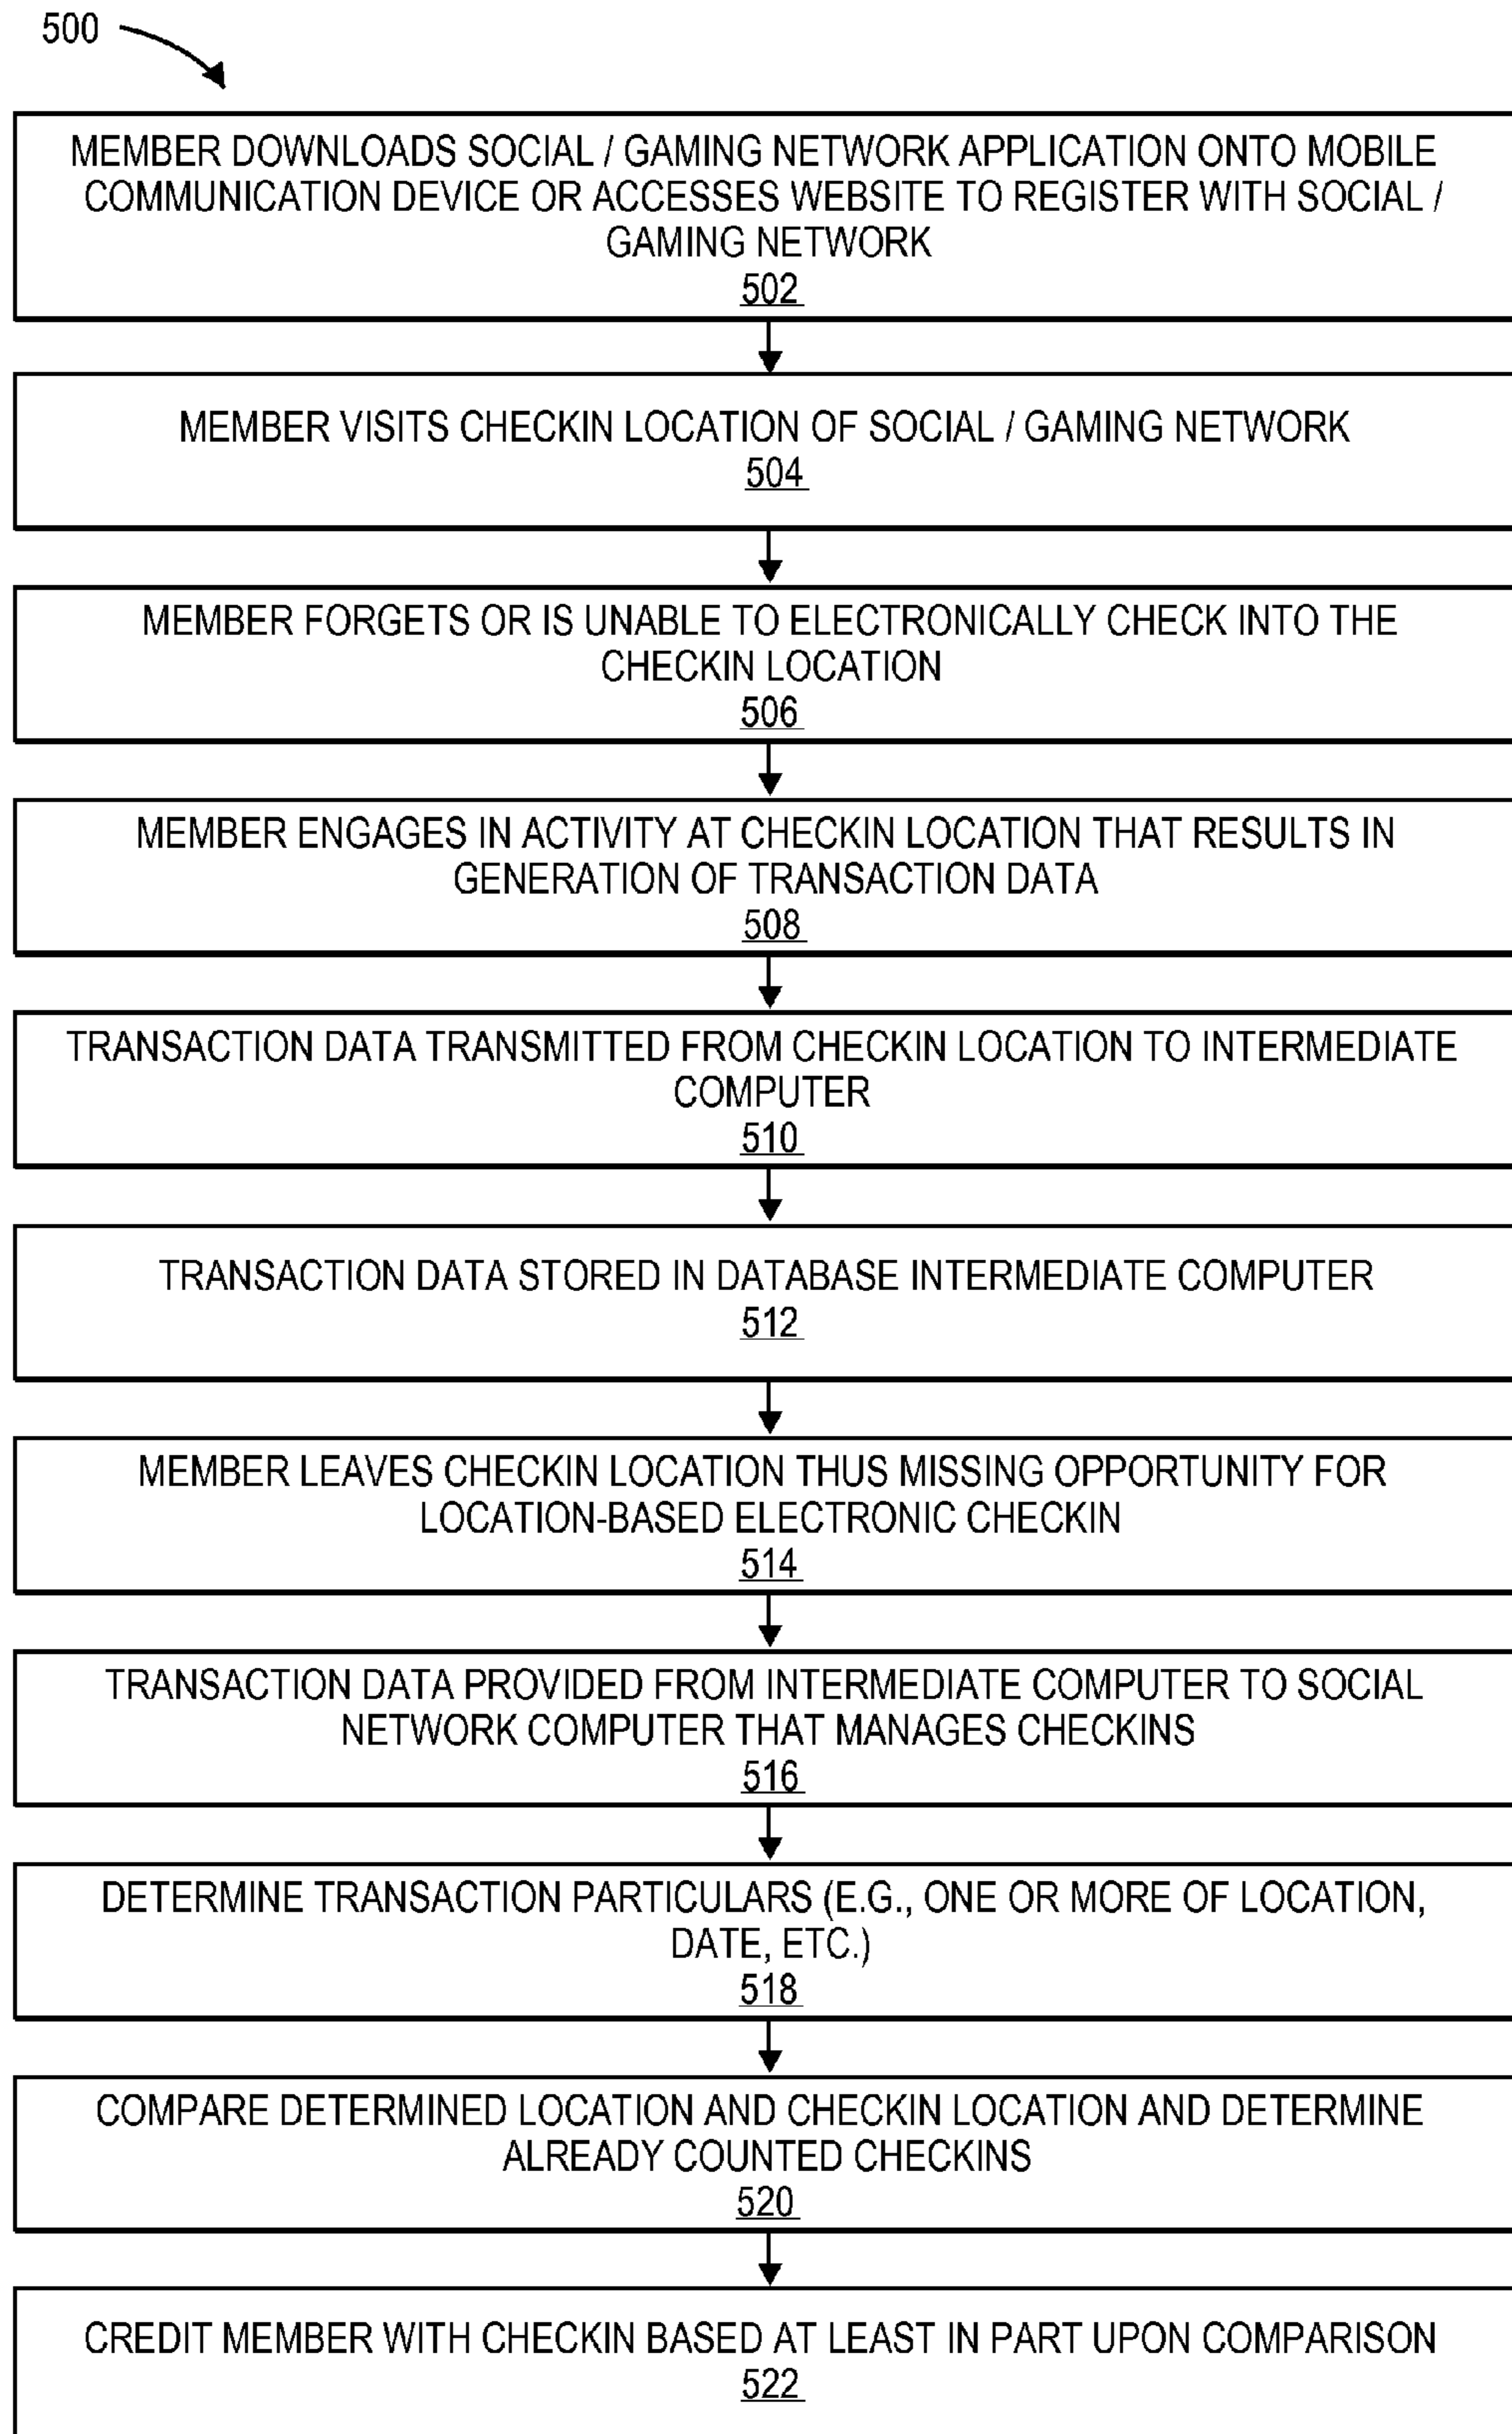 500
MEMBER DOWNLOADS SOCIAL / GAMING NETWORK APPLICATION ONTO MOBILE
COMMUNICATION DEVICE OR ACCESSES WEBSITE TO REGISTER WITH SOCIAL /
GAMING NETWORK
502
MEMBER VISITS CHECKIN LOCATION OF SOCIAL / GAMING NETWORK
504
MEMBER FORGETS OR IS UNABLE TO ELECTRONICALLY CHECK INTO THE
CHECKIN LOCATION
506
MEMBER ENGAGES IN ACTIVITY AT CHECKIN LOCATION THAT RESULTS IN
GENERATION OF TRANSACTION DATA
508
TRANSACTION DATA TRANSMITTED FROM CHECKIN LOCATION TO INTERMEDIATE
COMPUTER
510
TRANSACTION DATA STORED IN DATABASE INTERMEDIATE COMPUTER
512
MEMBER LEAVES CHECKIN LOCATION THUS MISSING OPPORTUNITY FOR
LOCATION-BASED ELECTRONIC CHECKIN
514
TRANSACTION DATA PROVIDED FROM INTERMEDIATE COMPUTER TO SOCIAL
NETWORK COMPUTER THAT MANAGES CHECKINS
516
DETERMINE TRANSACTION PARTICULARS (E.G., ONE OR MORE OF LOCATION,
DATE, ETC.)
518
COMPARE DETERMINED LOCATION AND CHECKIN LOCATION AND DETERMINE
ALREADY COUNTED CHECKINS
520
CREDIT MEMBER WITH CHECKIN BASED AT LEAST IN PART UPON COMPARISON
522